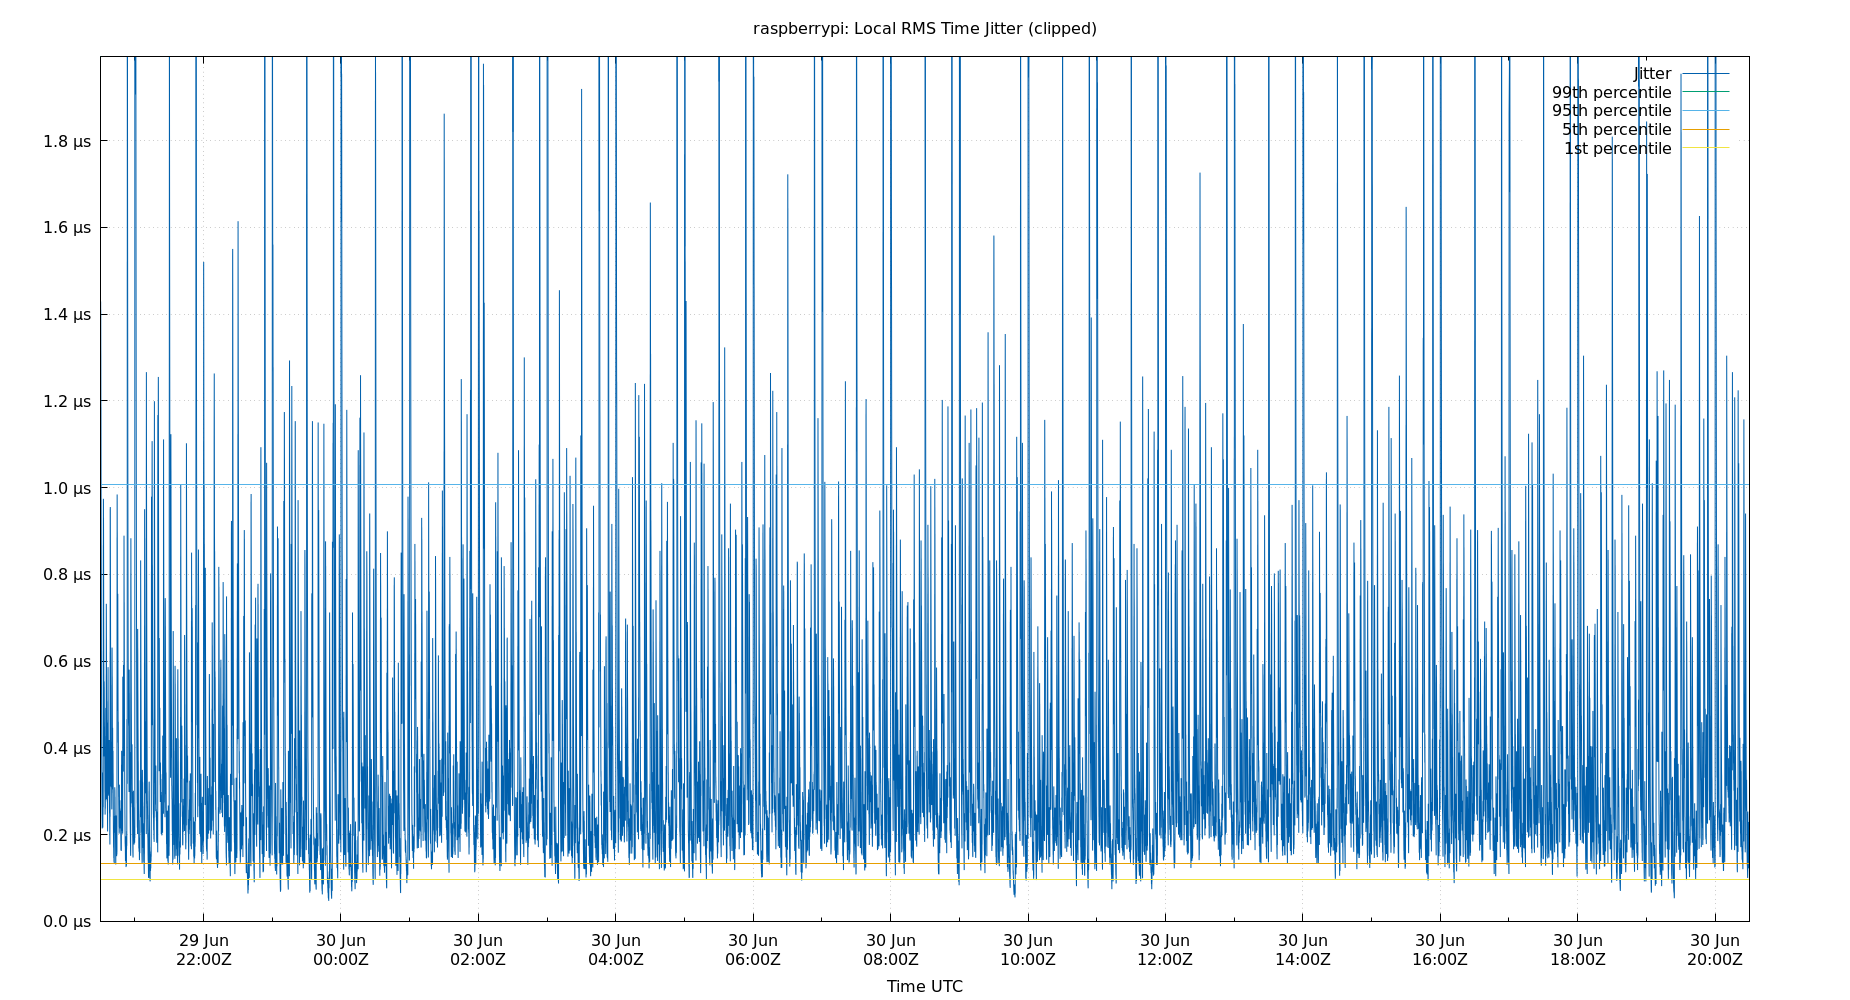 raspberrypi: Local RMS Time Jitter (clipped)
Jitter
99th percentile
95th percentile
5th percentile
1st percentile
1.8 µs
1.6 µs
1.4 µs
1.2 µs
1.0 µs
0.8 µs
0.6 µs
0.4 µs
0.2 µs
0.0 µs
29 Jun 30 Jun 30 Jun 30 Jun 30 Jun 30 Jun 30 Jun 30 Jun 30 Jun 30 Jun 30 Jun 30 Jun
22:00Z 00:00Z 02:00Z 04:00Z 06:00Z 08:00Z 10:00Z 12:00Z 14:00Z 16:00Z 18:00Z 20:00Z
Time UTC